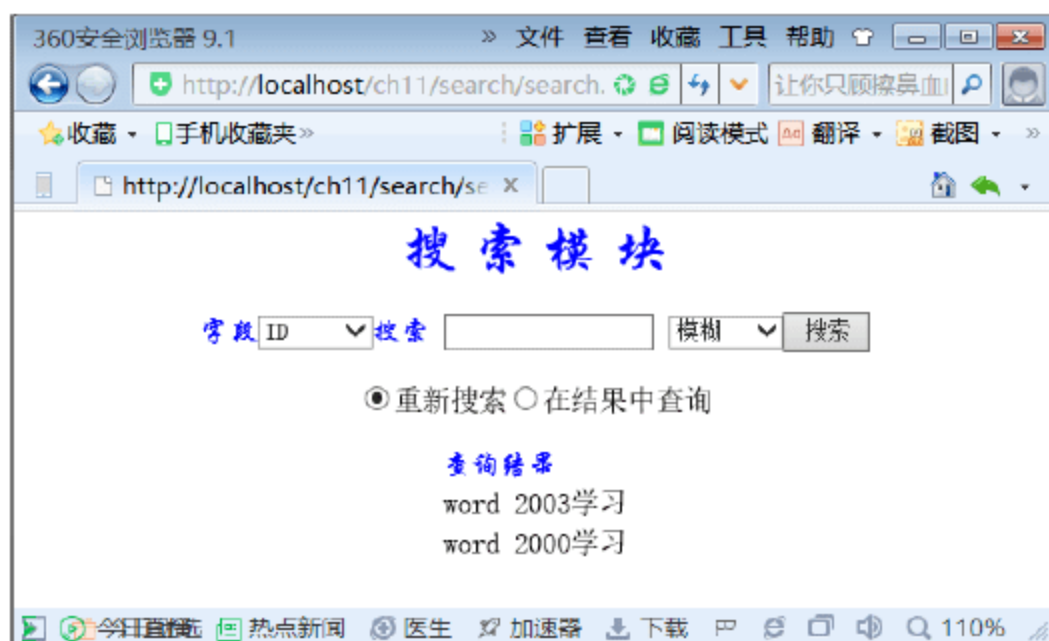 360安全浏览器 9.1 » 文件 查看 收藏 工具 帮助
http://localhost/ch11/search/search. 让你只顾擦鼻血
收藏 手机收藏夹» 扩展 阅读模式 翻译 截图 »
http://localhost/ch11/search/se ×
搜索模块
字段 ID 搜索 模糊 搜索
重新搜索 在结果中查询
查询结果
word 2003学习
word 2000学习
热点新闻 医生 加速器 下载 110%